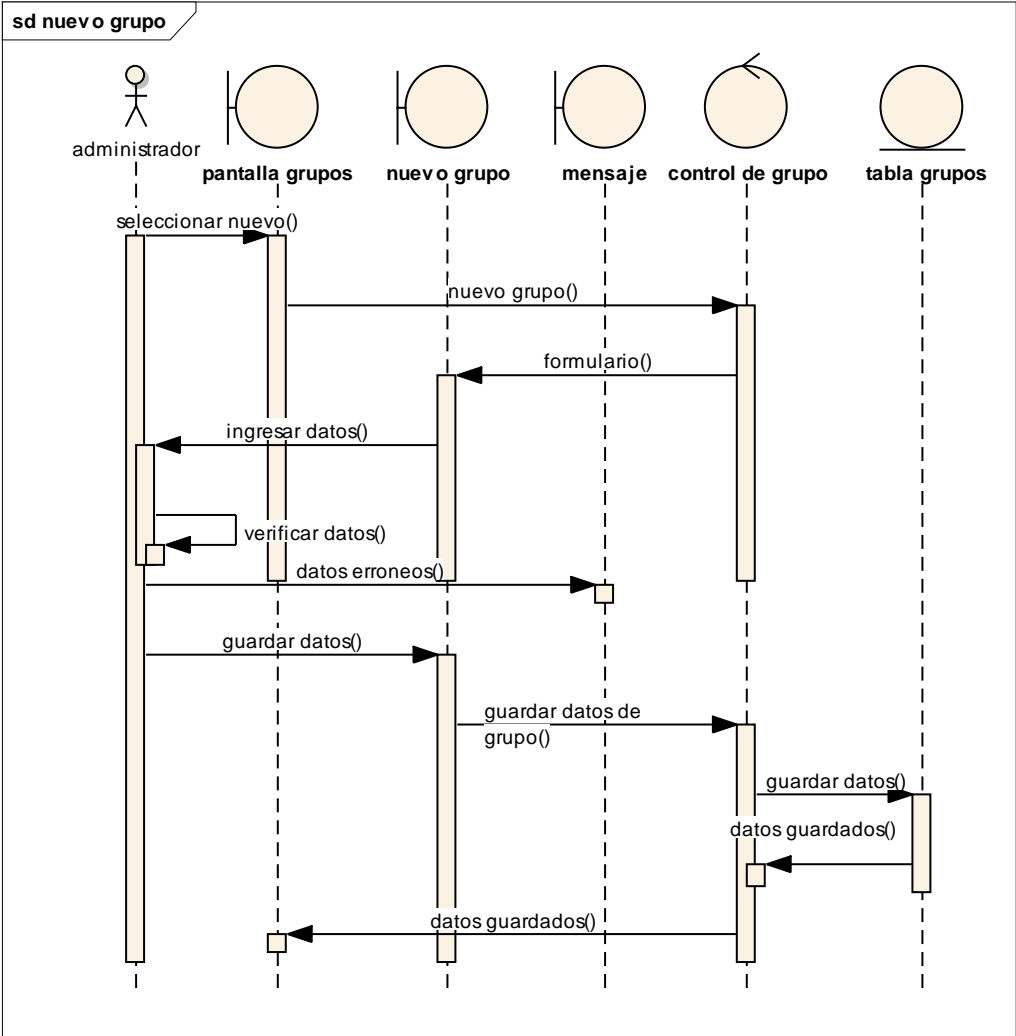 sd nuevo grupo
administrador
pantalla grupos
nuevo grupo
mensaje
control de grupo
tabla grupos
seleccionar nuevo()
nuevo grupo()
formulario()
ingresar datos()
verificar datos()
datos erroneos()
guardar datos()
guardar datos de
grupo()
guardar datos()
datos guardados()
datos guardados()